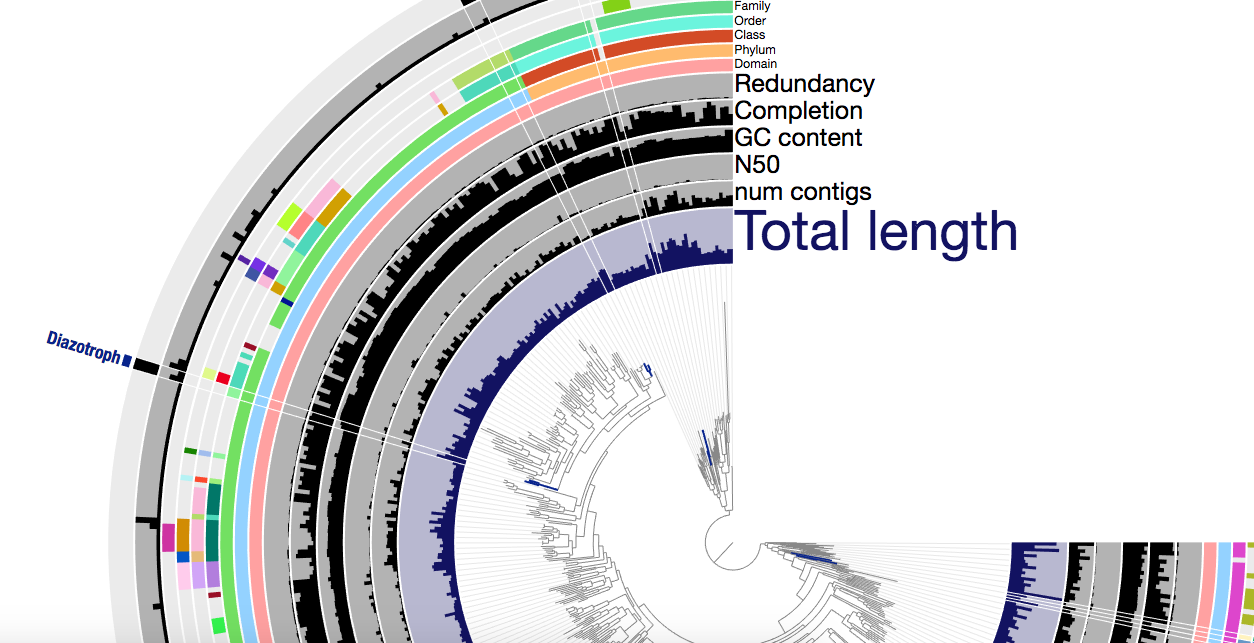 Family
Order
Class
Phylum
Domain
Redundancy
Completion
GC content
N50
num contigs
Total length
Diazotroph